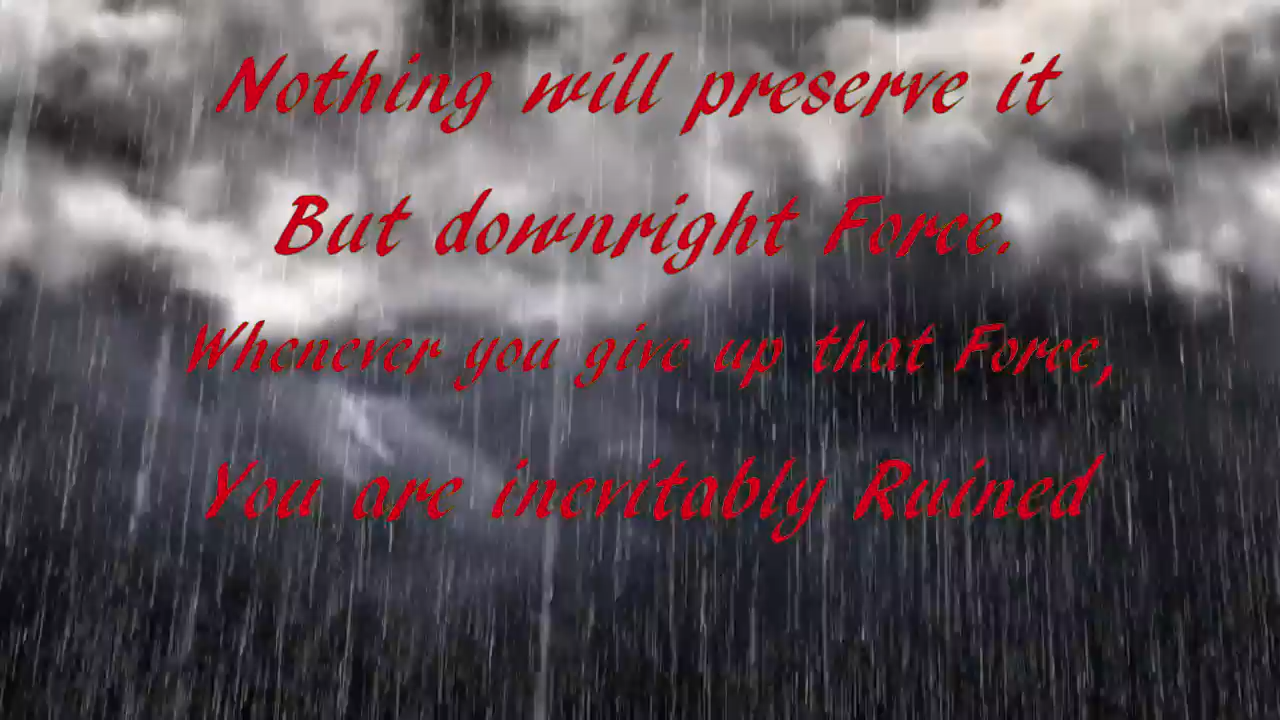 Nothing will preserve it
But downright Force.
Whenever you give up that Force,
You are inevitably Ruined